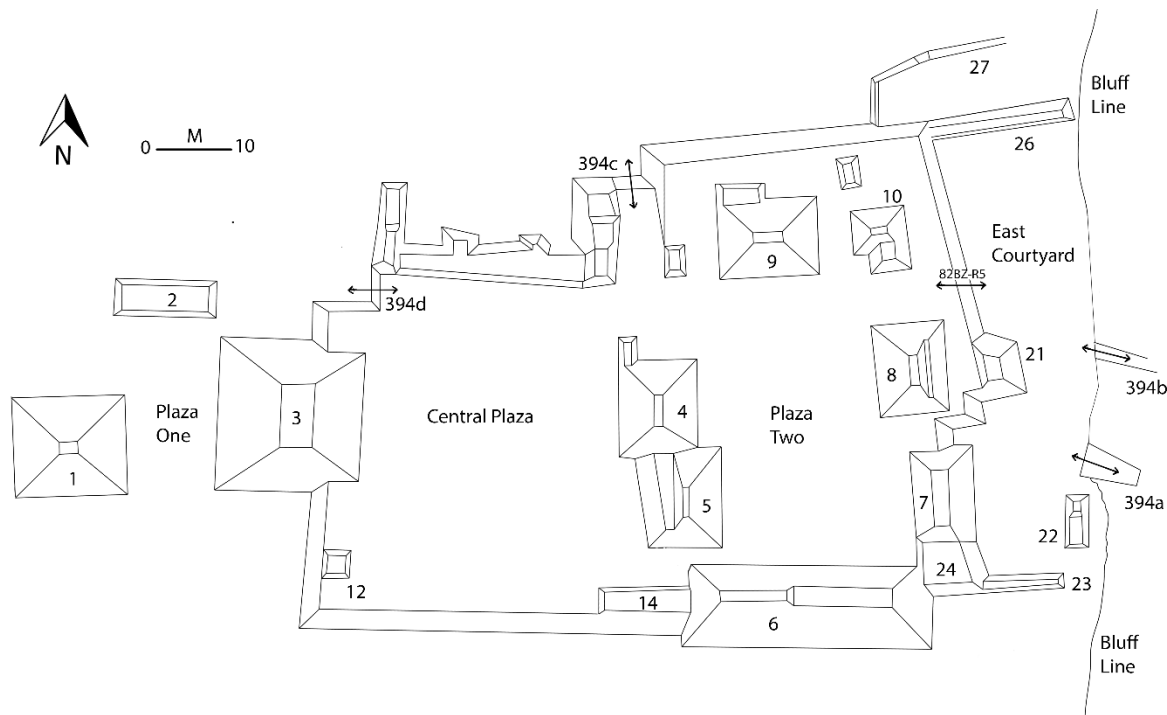 27
Bluff
Line
M
0 10
N
26
394c
10
East
Courtyard
9
82BZ-R5
2
394d
21
8
394b
3
4
Plaza
One
Central Plaza
Plaza
Two
1
5
7
394a
22
12
24
23
14
6
Bluff
Line